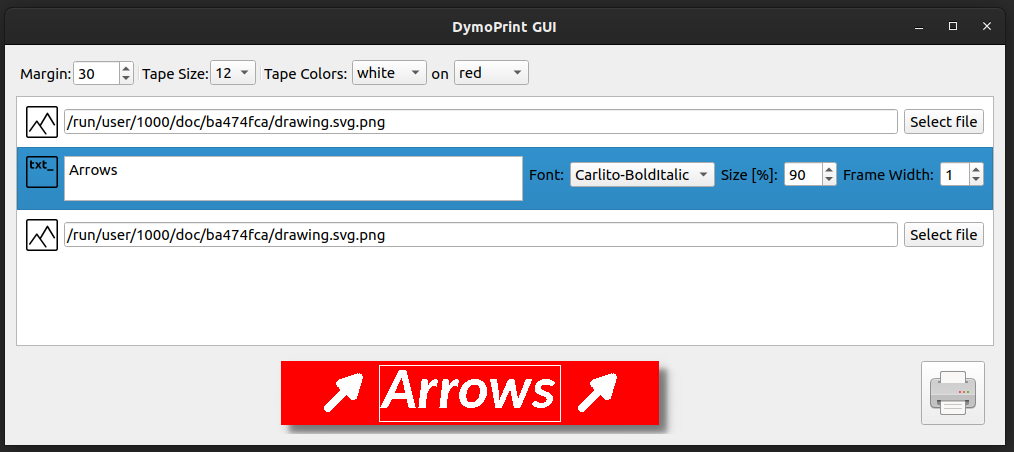 DymoPrint GUI
Margin: 30 Tape Size: 12 Tape Colors: white on red
/run/user/1000/doc/ba474fca/drawing.svg.png Select file
txt_ Arrows Font: Carlito-BoldItalic Size [%]: 90 Frame Width: 1
/run/user/1000/doc/ba474fca/drawing.svg.png Select file
Arrows